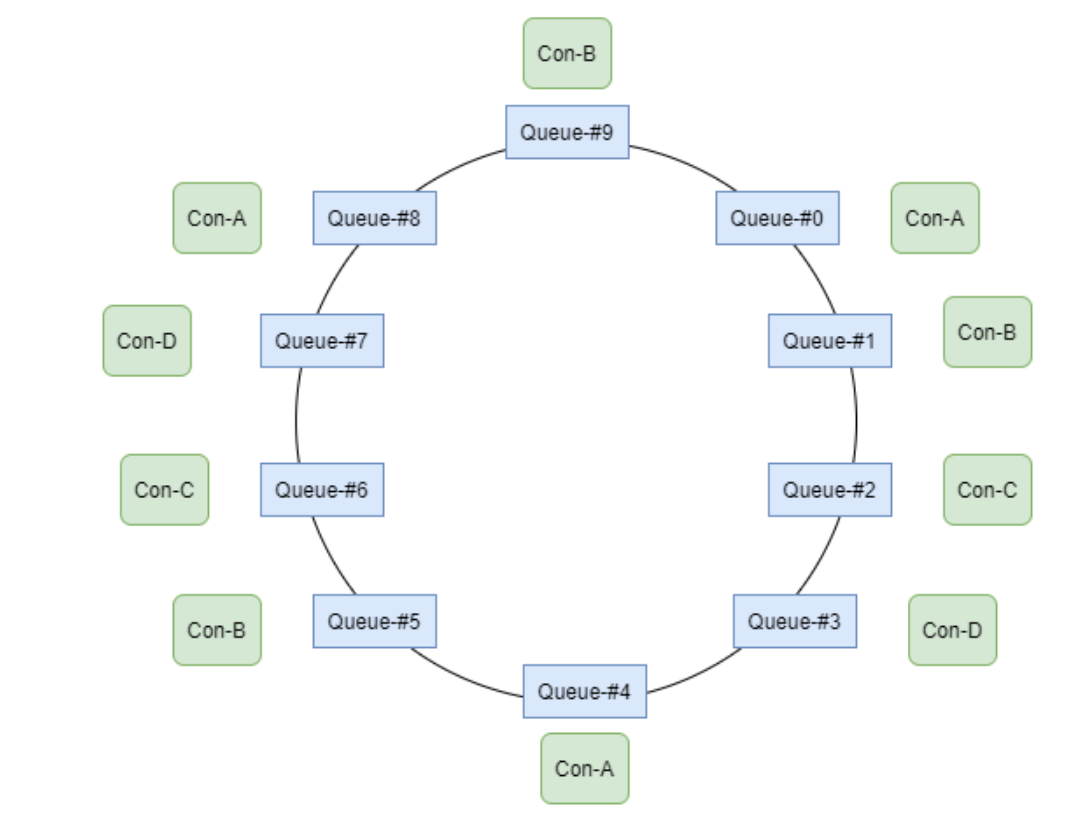 Con-B
Queue-#9
Con-A
Queue-#8
Queue-#0
Con-A
Con-D
Queue-#7
Queue-#1
Con-B
Con-C
Queue-#6
Queue-#2
Con-C
Con-B
Queue-#5
Queue-#3
Con-D
Queue-#4
Con-A